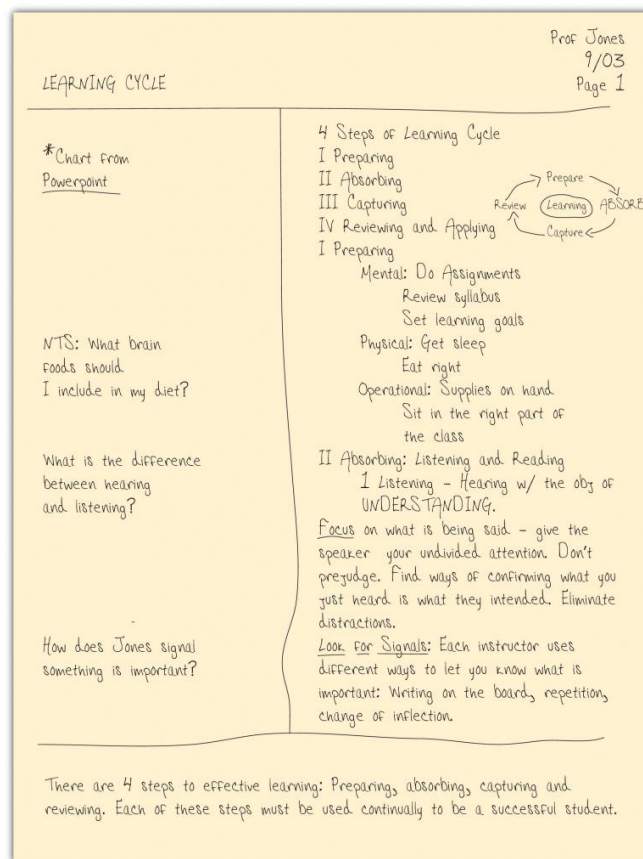 Prof Jones
9/03
LEARNING CYCLE
Page 1
*Chart from
Powerpoint
NTS: What brain
foods should
I include in my diet?
What is the difference
between hearing
and listening?
How does Jones signal
something is important?
4 Steps of Learning Cycle
I Preparing
II Absorbing
III Capturing
IV Reviewing and Applying
Prepare
Review
Learning
ABSORB
Capture
I Preparing
Mental: Do Assignments
Review syllabus
Set learning goals
Physical: Get sleep
Eat right
Operational: Supplies on hand
Sit in the right part of
the class
II Absorbing: Listening and Reading
1 Listening - Hearing w/ the obj of
UNDERSTANDING.
Focus on what is being said - give the
speaker your undivided attention. Don't
prejudge. Find ways of confirming what you
just heard is what they intended. Eliminate
distractions.
Look for Signals: Each instructor uses
different ways to let you know what is
important: Writing on the board, repetition,
change of inflection.
There are 4 steps to effective learning: Preparing, absorbing, capturing and
reviewing. Each of these steps must be used continually to be a successful student.